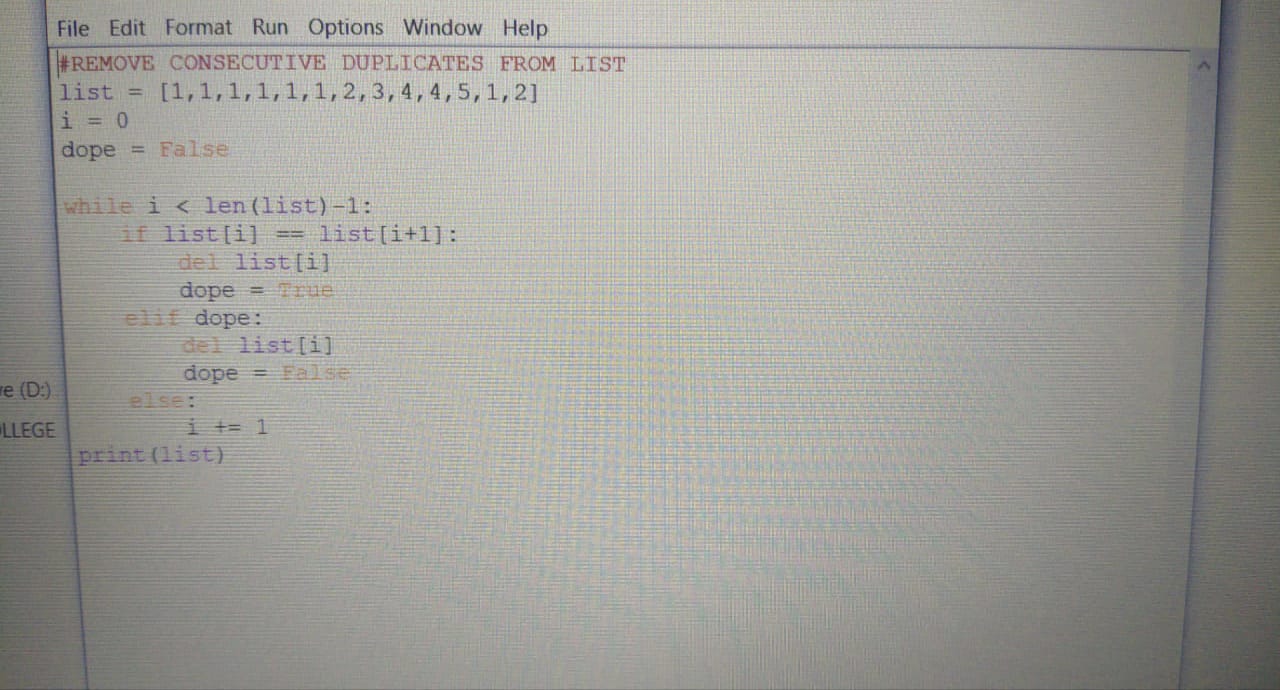 File Edit Format Run Options Window Help
#REMOVE CONSECUTIVE DUPLICATES FROM LIST
list = [1,1,1,1,1,1,2,3,4,4,5,1,2]
i = 0
dope = False
while i < len(list)-1:
    if list[i] == list[i+1]:
        del list[i]
        dope = True
    elif dope:
        del list[i]
        dope = False
    else:
        i += 1
print(list)
(D:)